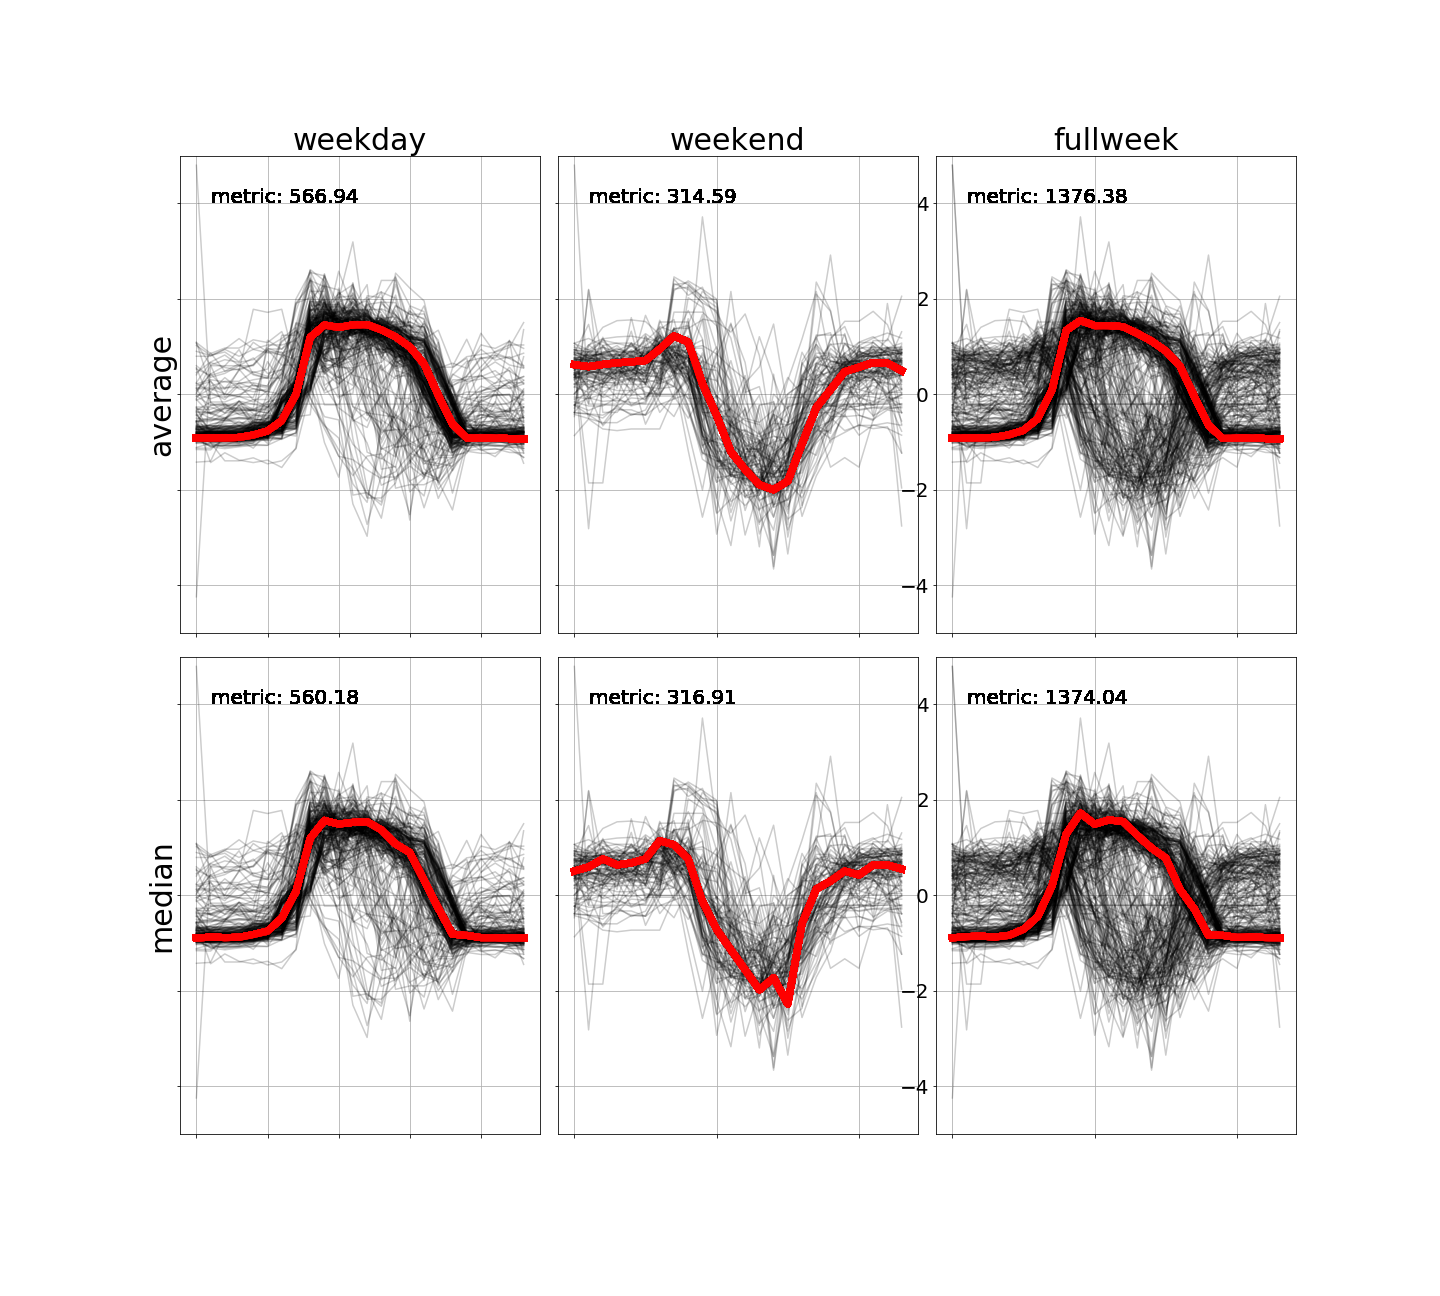 weekday weekend fullweek
metric: 566.94 metric: 314.59 metric: 1376.38
4
2
0
−2
−4
average
metric: 560.18 metric: 316.91 metric: 1374.04
4
2
0
−2
−4
median